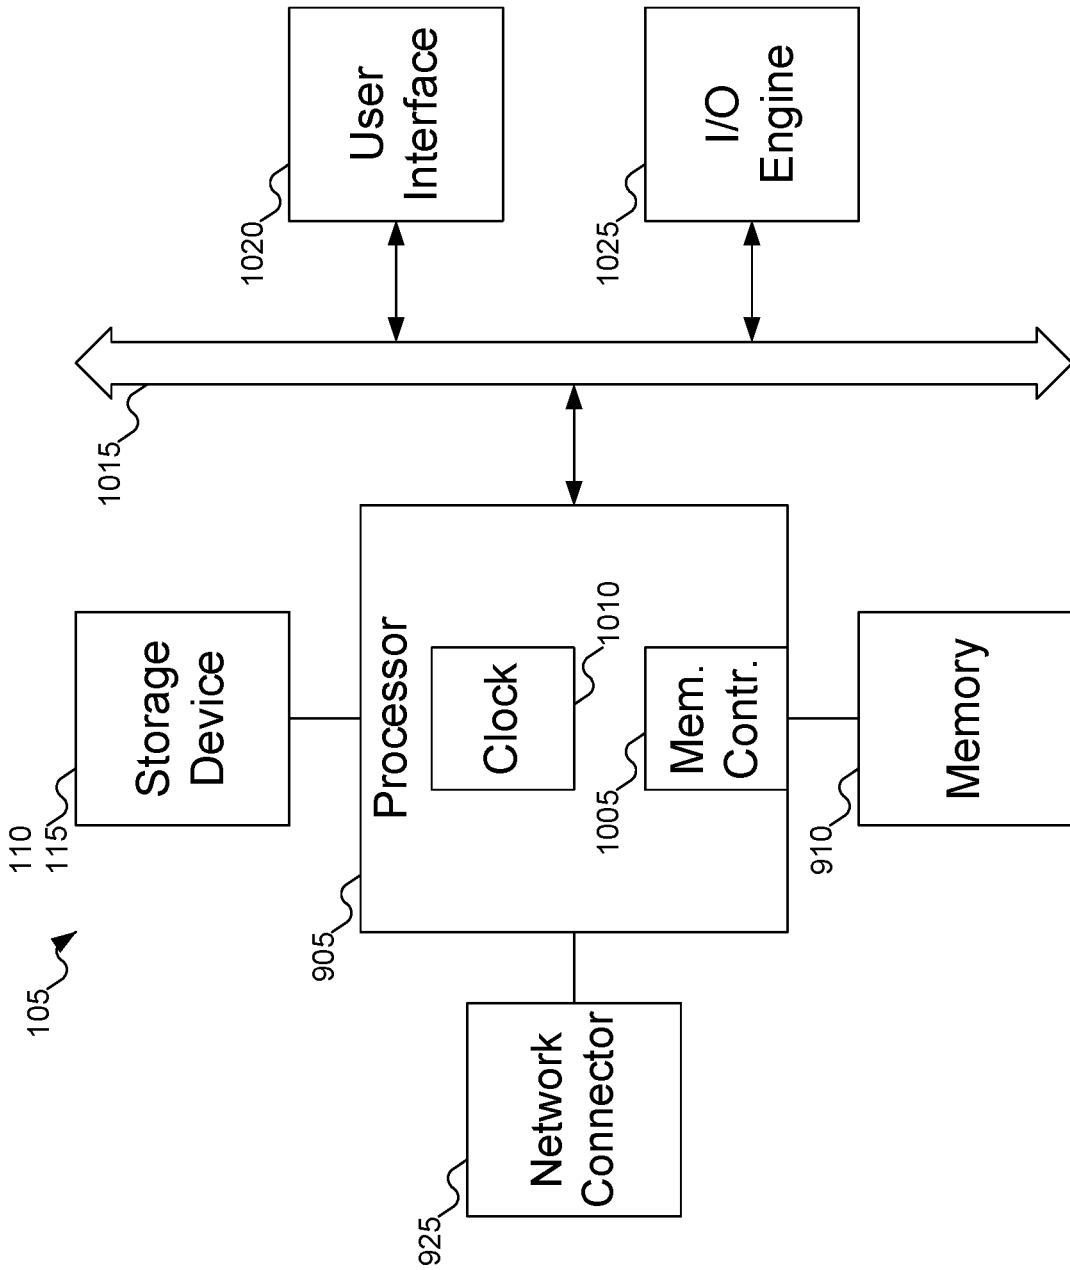 110
105
115
1015
Storage
Device
1020
905
User
Interface
Processor
925
Clock
Network
Connector
1005
1010
1025
Mem.
Contr.
I/O
Engine
910
Memory